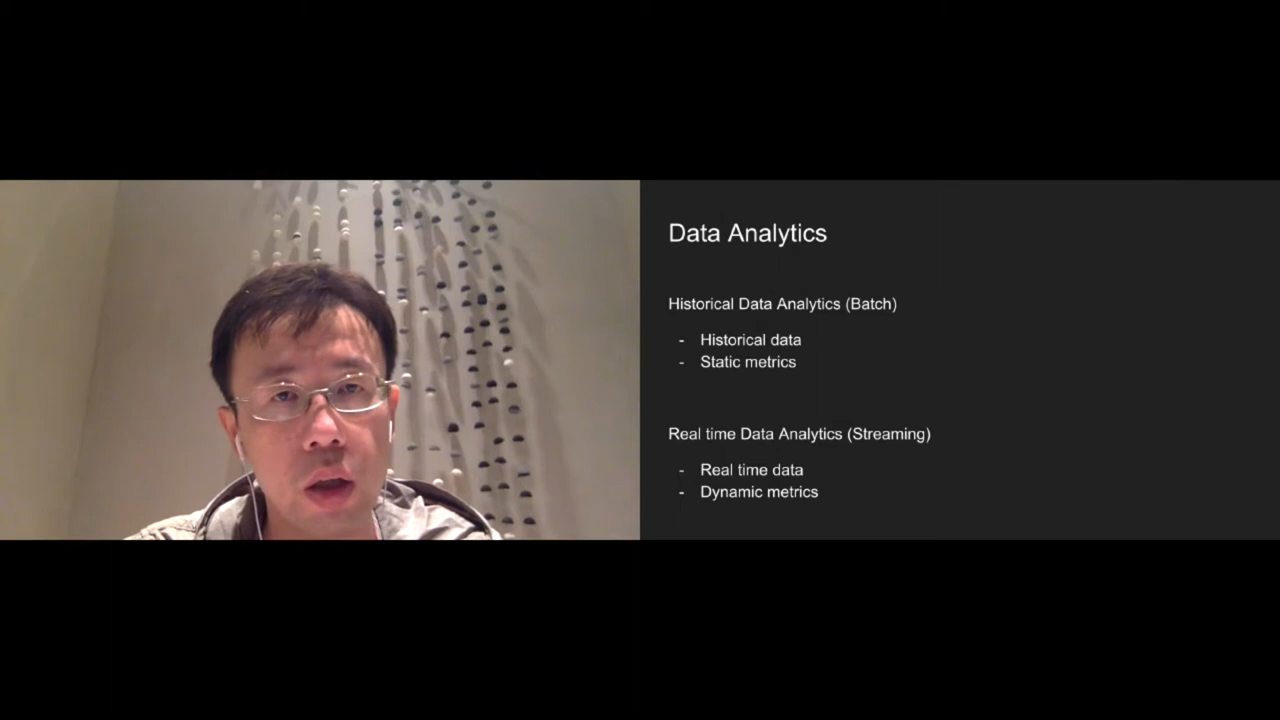 Data Analytics
Historical Data Analytics (Batch)
- Historical data
- Static metrics
Real time Data Analytics (Streaming)
- Real time data
- Dynamic metrics